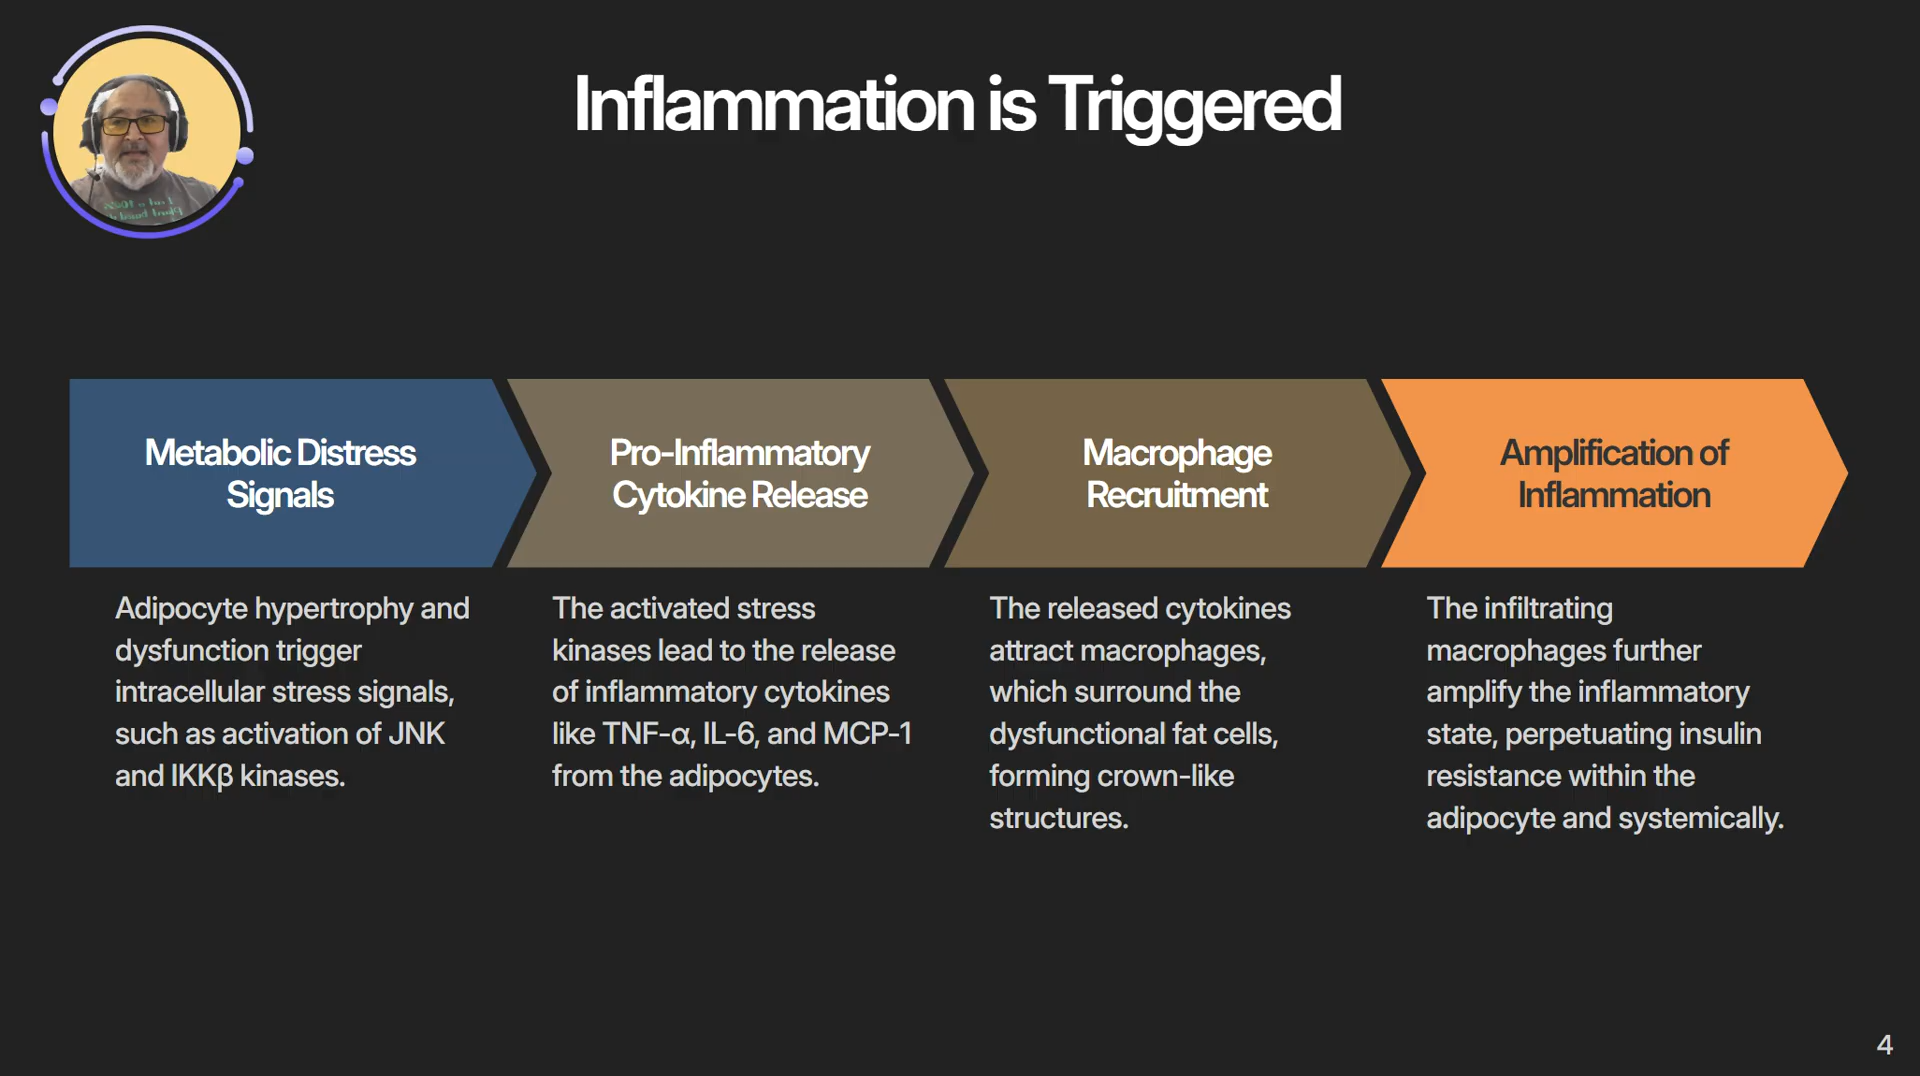 Inflammation is Triggered
Metabolic Distress
Signals
Adipocyte hypertrophy and
dysfunction trigger
intracellular stress signals,
such as activation of JNK
and IKKβ kinases.
Pro-Inflammatory
Cytokine Release
The activated stress
kinases lead to the release
of inflammatory cytokines
like TNF-α, IL-6, and MCP-1
from the adipocytes.
Macrophage
Recruitment
The released cytokines
attract macrophages,
which surround the
dysfunctional fat cells,
forming crown-like
structures.
Amplification of
Inflammation
The infiltrating
macrophages further
amplify the inflammatory
state, perpetuating insulin
resistance within the
adipocyte and systemically.
4